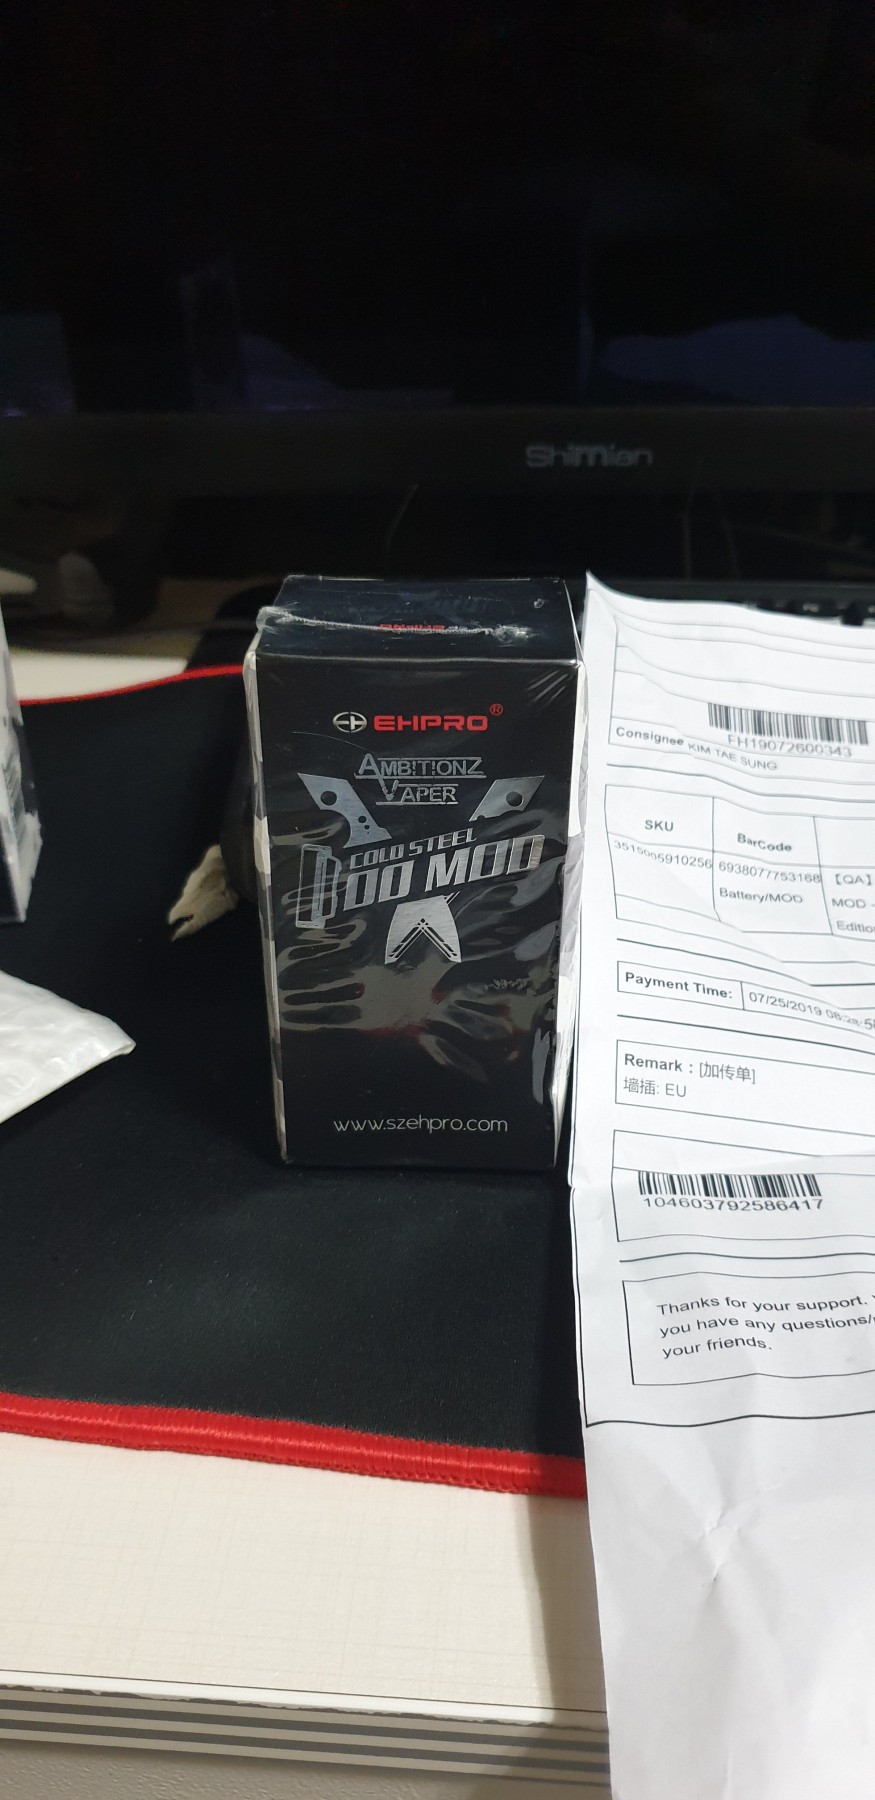 Shimian
EHPRO®
AMBITIONZ
VAPER
COLD STEEL
100 MOD
www.szehpro.com
FH19072600343
Consignee KIM TAE SUNG
SKU
BarCode
6938077753168
【QA】
Battery/MOD
MOD -
Edition
Payment Time:
07/25/2019
Remark : [加传单]
墙插: EU
104603792586417
Thanks for your support.
you have any questions/
your friends.